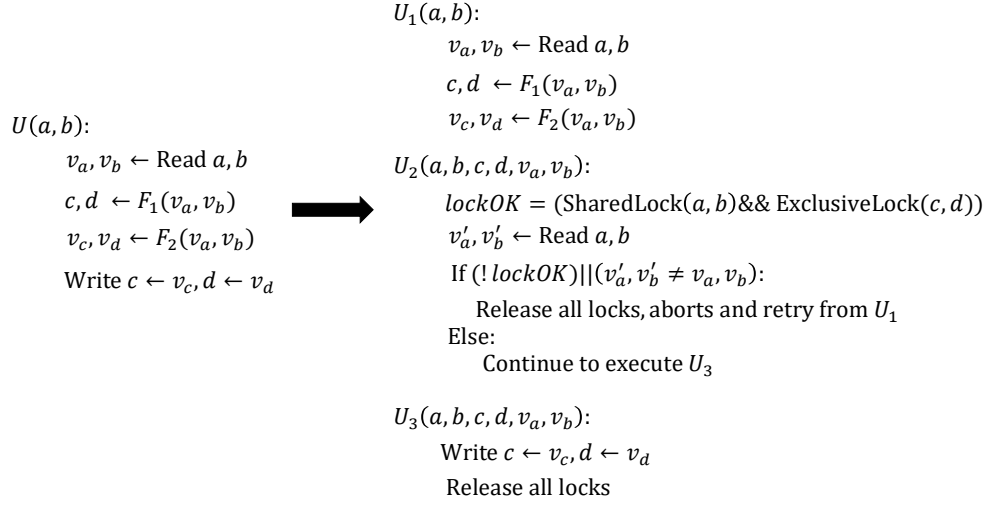 U(a, b):
v_a, v_b ← Read a, b
c, d ← F_1(v_a, v_b)
v_c, v_d ← F_2(v_a, v_b)
Write c ← v_c, d ← v_d
U_1(a, b):
v_a, v_b ← Read a, b
c, d ← F_1(v_a, v_b)
v_c, v_d ← F_2(v_a, v_b)
U_2(a, b, c, d, v_a, v_b):
lockOK = (SharedLock(a, b)&& ExclusiveLock(c, d))
v'_a, v'_b ← Read a, b
If (! lockOK)||(v'_a, v'_b ≠ v_a, v_b):
Release all locks, aborts and retry from U_1
Else:
Continue to execute U_3
U_3(a, b, c, d, v_a, v_b):
Write c ← v_c, d ← v_d
Release all locks